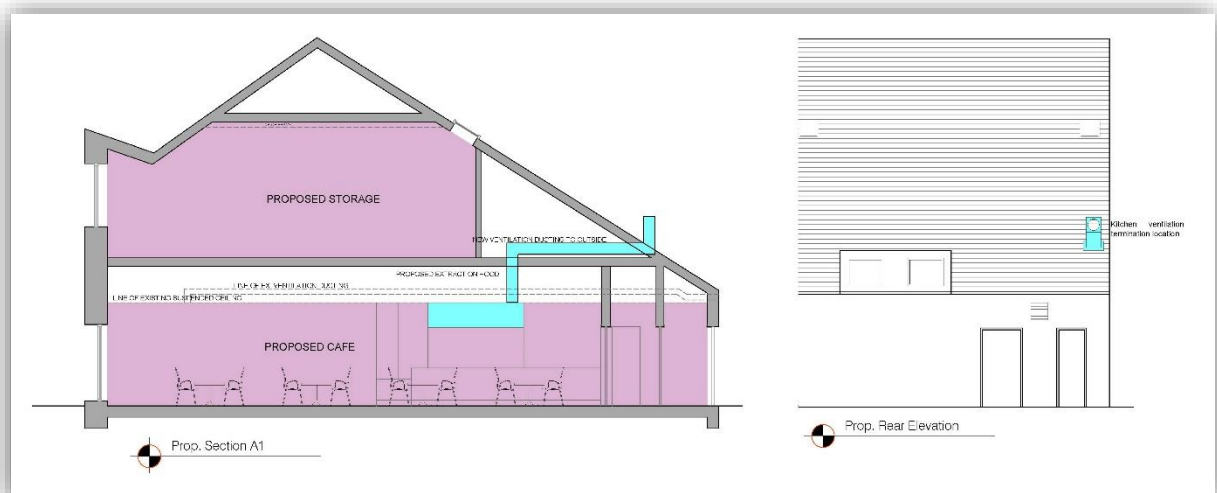 PROPOSED STORAGE
NEW VENTILATION DUCTING TO OUTSIDE
PROPOSED EXTRACTION HOOD
LINE OF EX. VENTILATION DUCTING
LINE OF EXISTING SUSPENDED CEILING
PROPOSED CAFE
Prop. Section A1
Kitchen ventilation
termination location
Prop. Rear Elevation